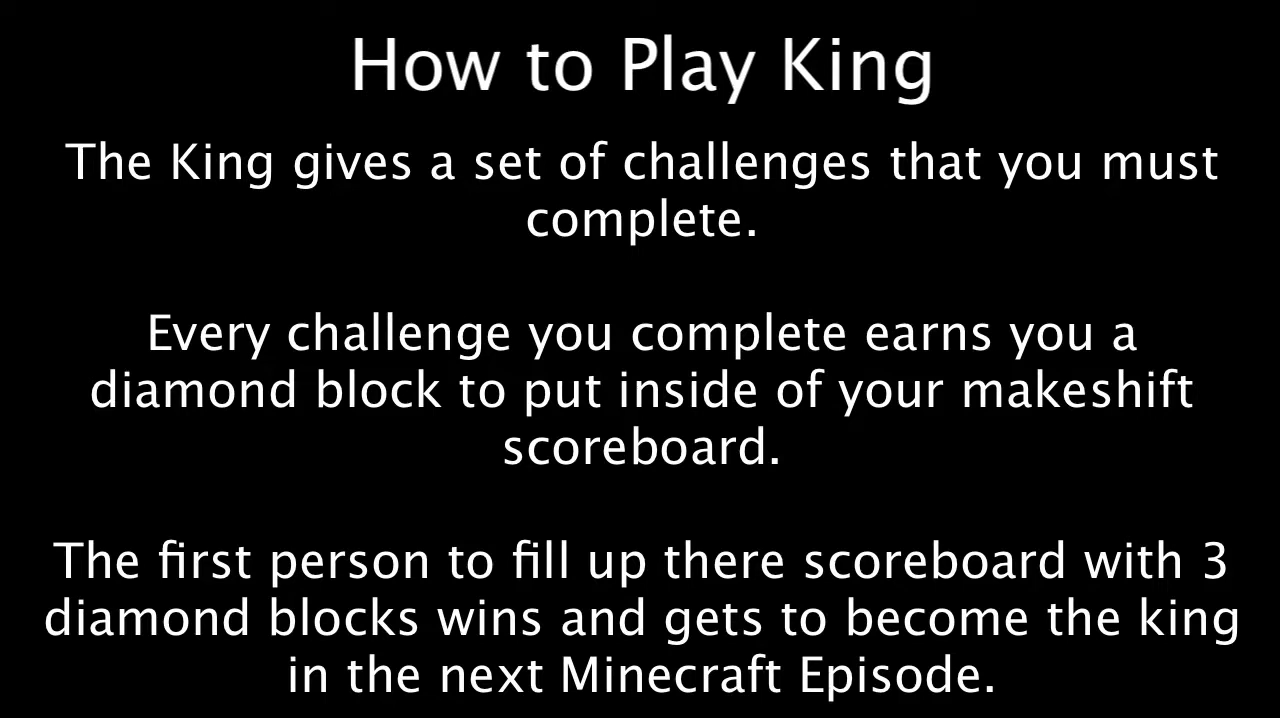 How to Play King
The King gives a set of challenges that you must
complete.
Every challenge you complete earns you a
diamond block to put inside of your makeshift
scoreboard.
The first person to fill up there scoreboard with 3
diamond blocks wins and gets to become the king
in the next Minecraft Episode.